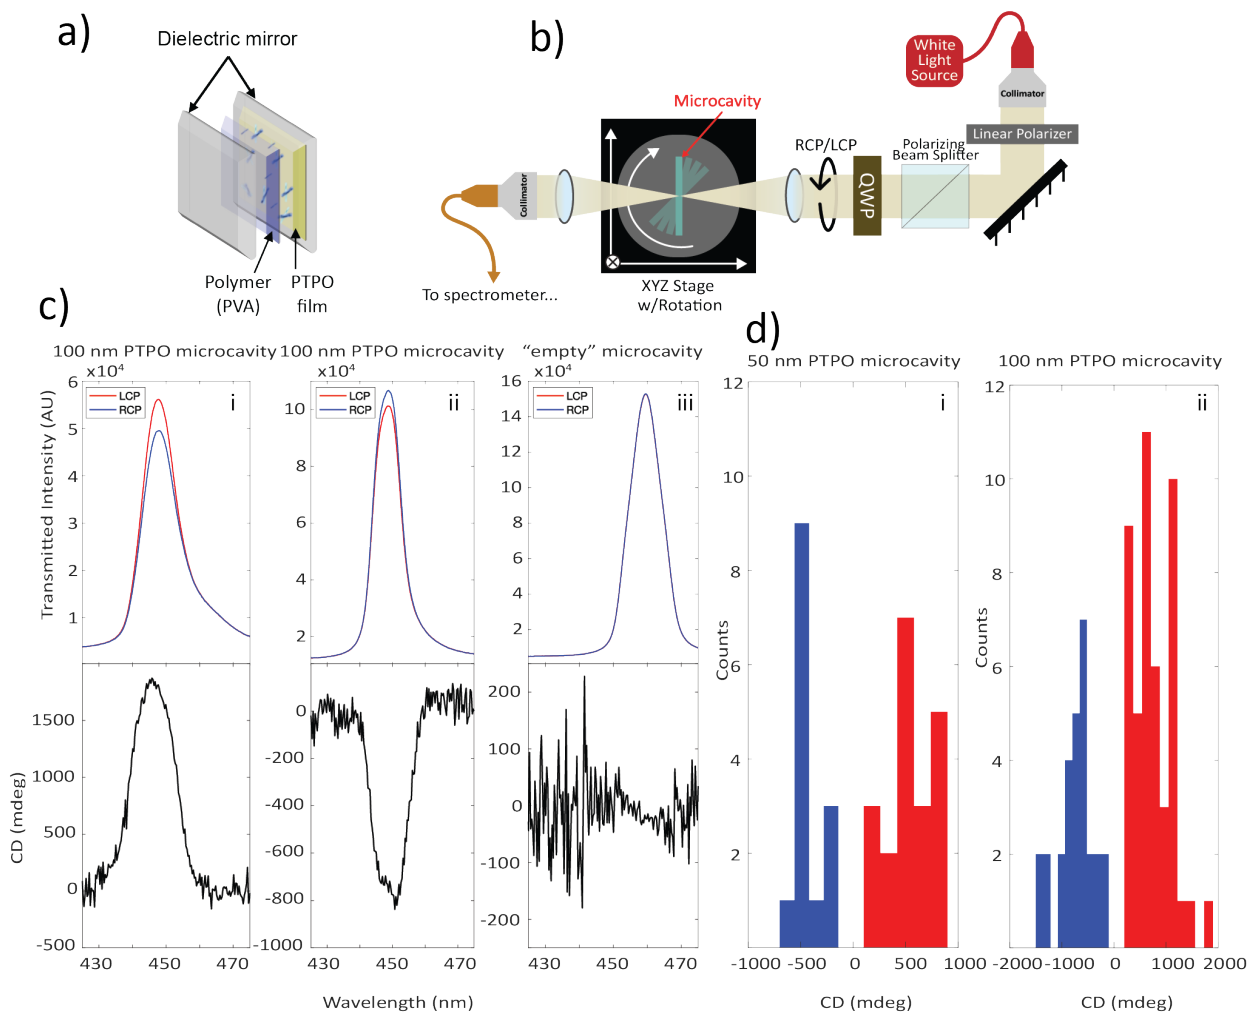 a)
Dielectric mirror
Polymer
(PVA)
PTPO
film
b)
White
Light
Source
Collimator
Linear Polarizer
Polarizing
Beam Splitter
Microcavity
RCP/LCP
QWP
Collimator
To spectrometer...
XYZ Stage
w/Rotation
c)
100 nm PTPO microcavity
100 nm PTPO microcavity
"empty" microcavity
x10⁴
x10⁴
x10⁴
Transmitted Intensity (AU)
6
5
4
3
2
1
LCP
RCP
i
10
8
6
4
2
LCP
RCP
ii
16
14
12
10
8
6
4
2
LCP
RCP
iii
CD (mdeg)
1500
1000
500
0
-500
430
450
470
0
-200
-400
-600
-800
-1000
430
450
470
200
100
0
-100
-200
430
450
470
Wavelength (nm)
d)
50 nm PTPO microcavity
12
10
8
6
4
2
0
Counts
i
-1000
-500
0
500
1000
CD (mdeg)
100 nm PTPO microcavity
12
10
8
6
4
2
0
Counts
ii
-2000
-1000
0
1000
2000
CD (mdeg)